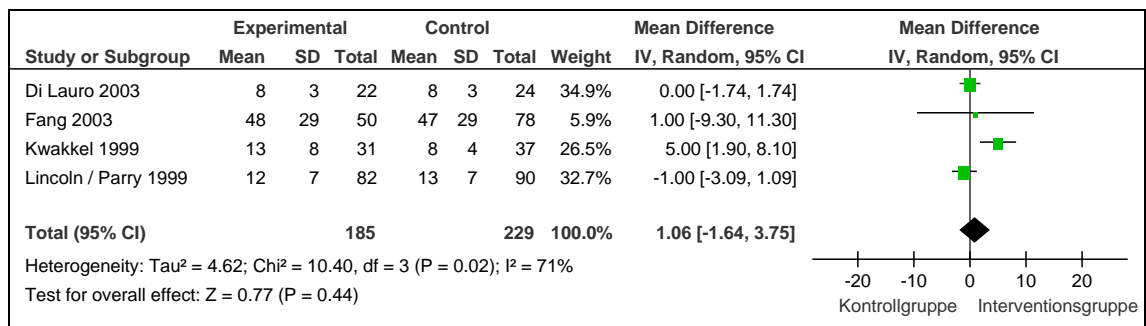 Experimental Control Mean Difference Mean Difference
Study or Subgroup Mean SD Total Mean SD Total Weight IV, Random, 95% CI IV, Random, 95% CI
Di Lauro 2003 8 3 22 8 3 24 34.9% 0.00 [-1.74, 1.74]
Fang 2003 48 29 50 47 29 78 5.9% 1.00 [-9.30, 11.30]
Kwakkel 1999 13 8 31 8 4 37 26.5% 5.00 [1.90, 8.10]
Lincoln / Parry 1999 12 7 82 13 7 90 32.7% -1.00 [-3.09, 1.09]
Total (95% CI) 185 229 100.0% 1.06 [-1.64, 3.75]
Heterogeneity: Tau² = 4.62; Chi² = 10.40, df = 3 (P = 0.02); I² = 71%
Test for overall effect: Z = 0.77 (P = 0.44)
-20 -10 0 10 20
Kontrollgruppe Interventionsgruppe